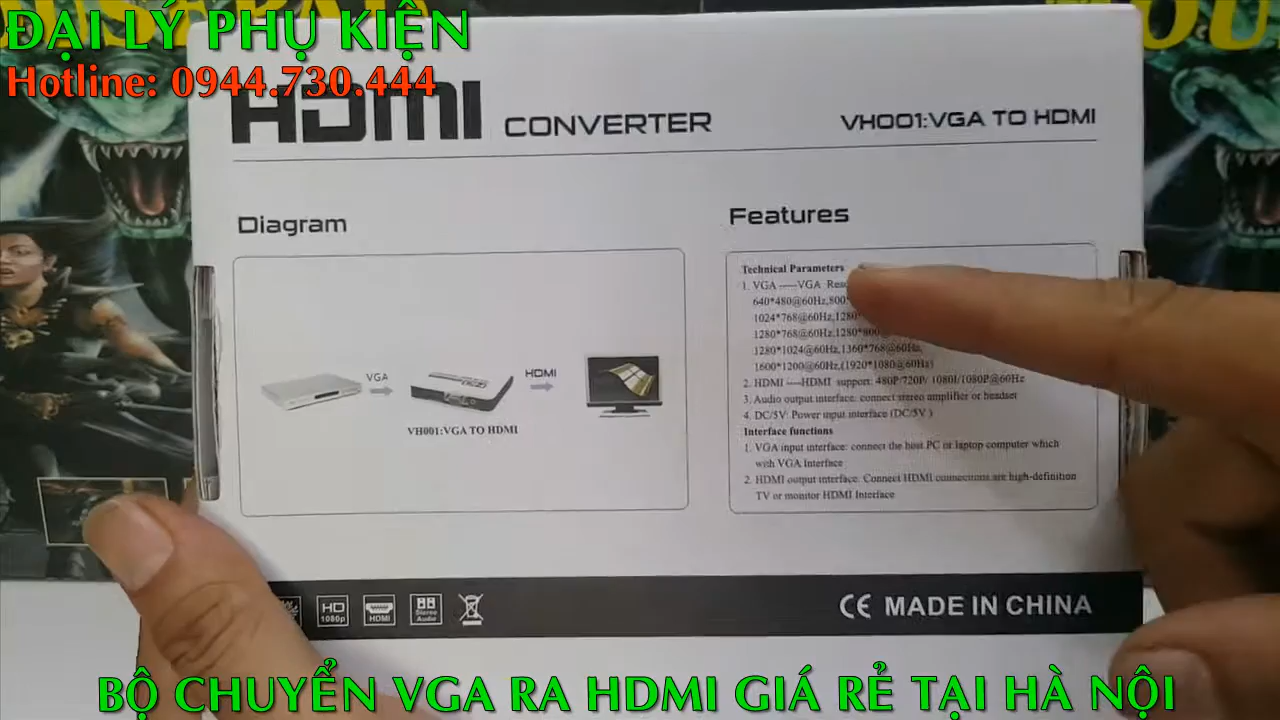 ĐẠI LÝ PHỤ KIỆN
Hotline: 0944.730.444
HDMI CONVERTER
VH001:VGA TO HDMI
Diagram
VGA
HDMI
VH001:VGA TO HDMI
Features
Technical Parameters
1. VGA -----VGA
640*480@60Hz,800*
1024*768@60Hz,1280*
1280*768@60Hz,1280*800@
1280*1024@60Hz,1360*768@60Hz,
1600*1200@60Hz,(1920*1080@60Hz)
2. HDMI ----HDMI support: 480P/720P/ 1080I/1080P@60Hz
3. Audio output interface: connect stereo amplifier or headset
4. DC/5V: Power input interface (DC/5V )
Interface functions
1. VGA input interface: connect the host PC or laptop computer which
with VGA Interface
2. HDMI output interface: Connect HDMI connections are high-definition
TV or monitor HDMI Interface
HD
1080p
HDMI
Stereo
Audio
CE MADE IN CHINA
BỘ CHUYỂN VGA RA HDMI GIÁ RẺ TẠI HÀ NỘI